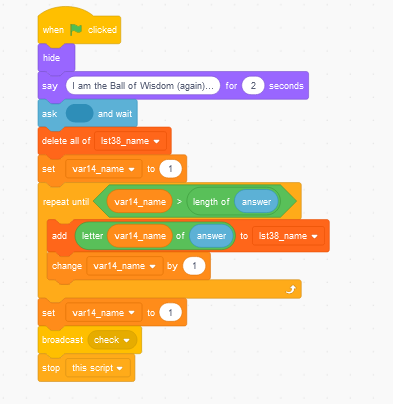 when clicked
hide
say I am the Ball of Wisdom (again)... for 2 seconds
ask and wait
delete all of lst38_name
set var14_name to 1
repeat until var14_name > length of answer
add letter var14_name of answer to lst38_name
change var14_name by 1
set var14_name to 1
broadcast check
stop this script